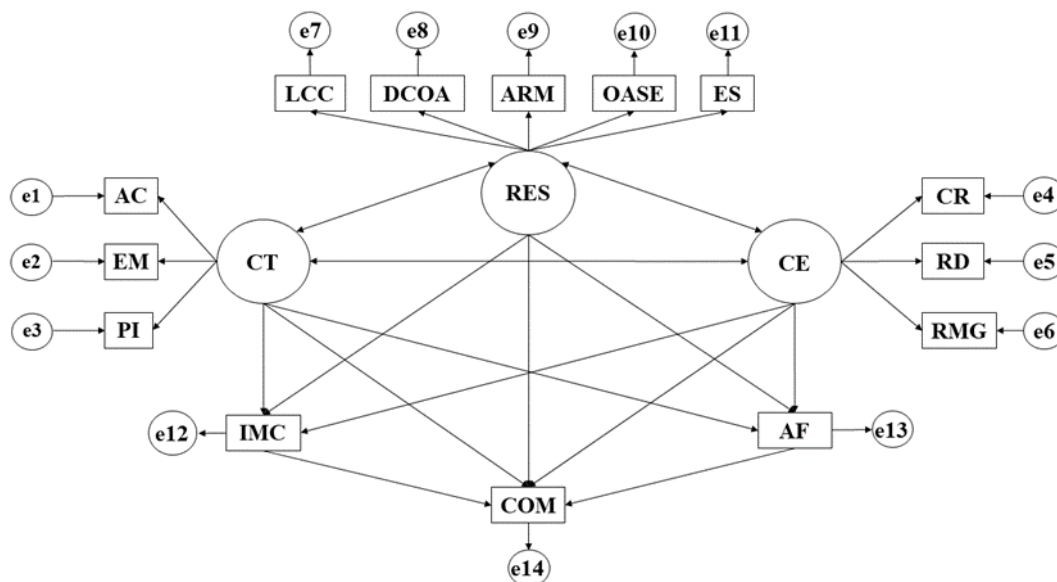 e7 e8 e9 e10 e11
LCC DCOA ARM OASE ES
RES
e1 AC CR e4
e2 EM CT CE RD e5
e3 PI RMG e6
e12 IMC AF e13
COM
e14